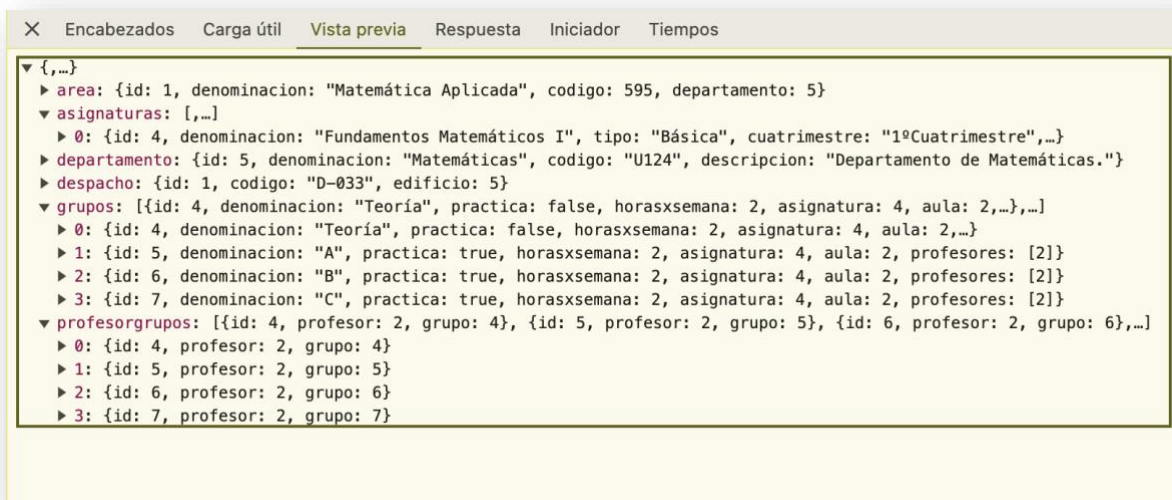 Encabezados Carga útil Vista previa Respuesta Iniciador Tiempos
{,…}
area: {id: 1, denominacion: "Matemática Aplicada", codigo: 595, departamento: 5}
asignaturas: [,…]
0: {id: 4, denominacion: "Fundamentos Matemáticos I", tipo: "Básica", cuatrimestre: "1ºCuatrimestre",…}
departamento: {id: 5, denominacion: "Matemáticas", codigo: "U124", descripcion: "Departamento de Matemáticas."}
despacho: {id: 1, codigo: "D-033", edificio: 5}
grupos: [{id: 4, denominacion: "Teoría", practica: false, horasxsemana: 2, asignatura: 4, aula: 2,…},…]
0: {id: 4, denominacion: "Teoría", practica: false, horasxsemana: 2, asignatura: 4, aula: 2,…}
1: {id: 5, denominacion: "A", practica: true, horasxsemana: 2, asignatura: 4, aula: 2, profesores: [2]}
2: {id: 6, denominacion: "B", practica: true, horasxsemana: 2, asignatura: 4, aula: 2, profesores: [2]}
3: {id: 7, denominacion: "C", practica: true, horasxsemana: 2, asignatura: 4, aula: 2, profesores: [2]}
profesorgrupos: [{id: 4, profesor: 2, grupo: 4}, {id: 5, profesor: 2, grupo: 5}, {id: 6, profesor: 2, grupo: 6},…]
0: {id: 4, profesor: 2, grupo: 4}
1: {id: 5, profesor: 2, grupo: 5}
2: {id: 6, profesor: 2, grupo: 6}
3: {id: 7, profesor: 2, grupo: 7}